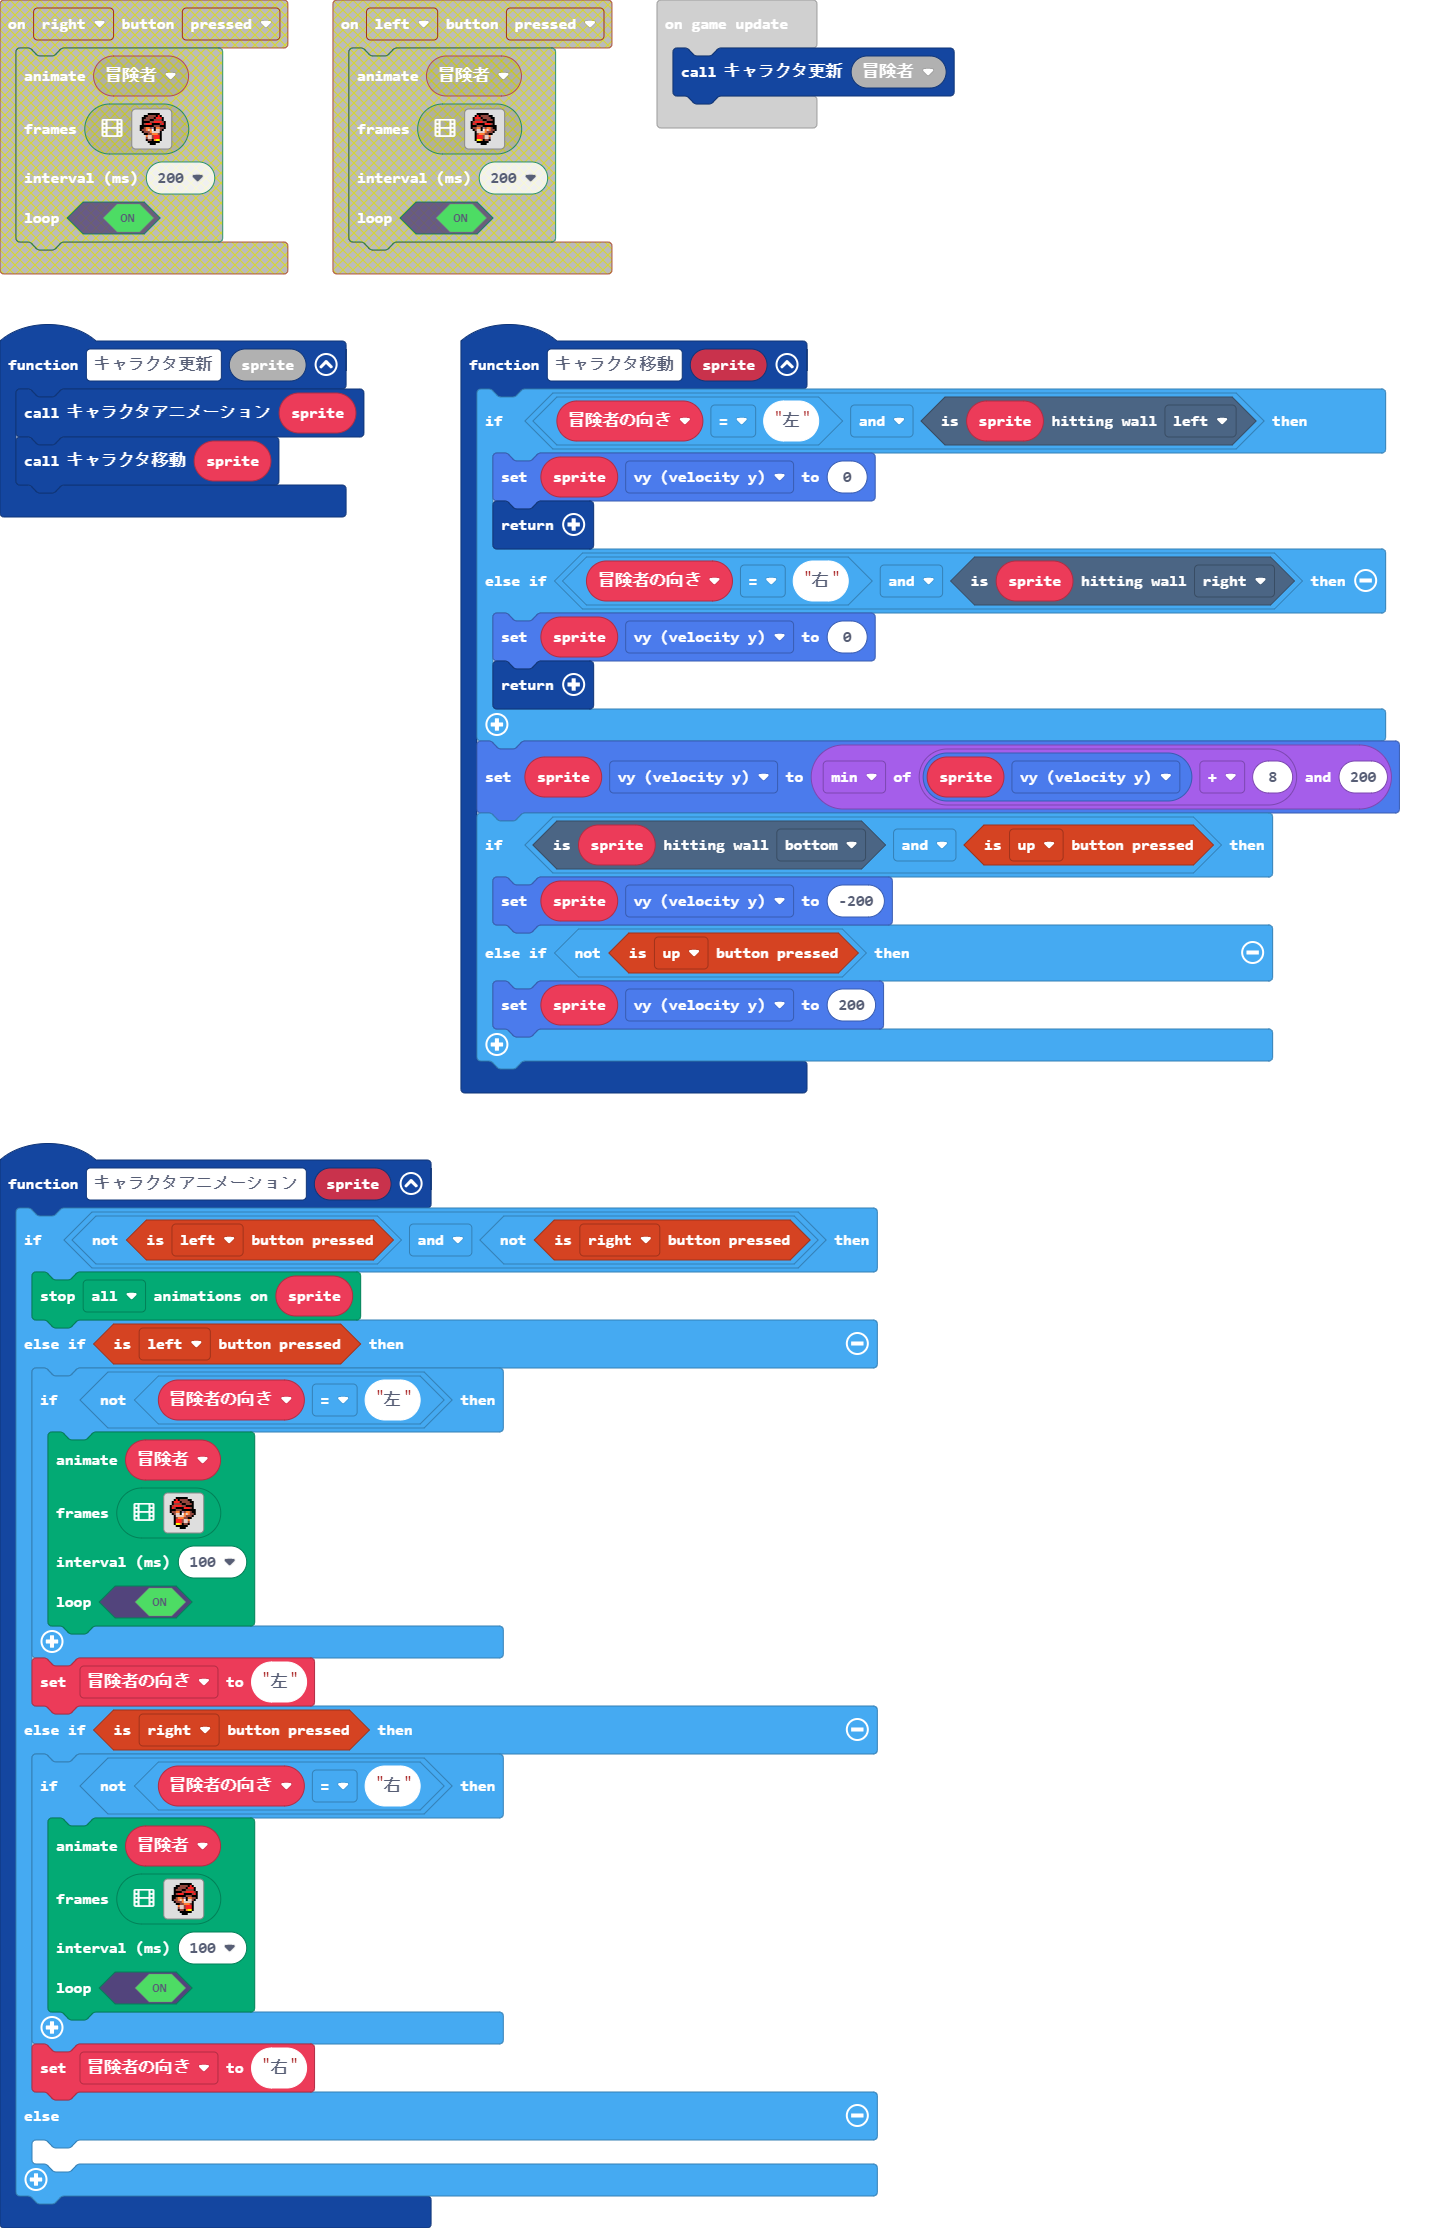 on right button pressed
animate 冒険者
frames
interval (ms) 200
loop ON
on left button pressed
animate 冒険者
frames
interval (ms) 200
loop ON
on game update
call キャラクタ更新 冒険者
function キャラクタ更新 sprite
call キャラクタアニメーション sprite
call キャラクタ移動 sprite
function キャラクタ移動 sprite
if 冒険者の向き = "左" and is sprite hitting wall left then
set sprite vy (velocity y) to 0
return
else if 冒険者の向き = "右" and is sprite hitting wall right then
set sprite vy (velocity y) to 0
return
set sprite vy (velocity y) to min of sprite vy (velocity y) + 8 and 200
if is sprite hitting wall bottom and is up button pressed then
set sprite vy (velocity y) to -200
else if not is up button pressed then
set sprite vy (velocity y) to 200
function キャラクタアニメーション sprite
if not is left button pressed and not is right button pressed then
stop all animations on sprite
else if is left button pressed then
if not 冒険者の向き = "左" then
animate 冒険者
frames
interval (ms) 100
loop ON
set 冒険者の向き to "左"
else if is right button pressed then
if not 冒険者の向き = "右" then
animate 冒険者
frames
interval (ms) 100
loop ON
set 冒険者の向き to "右"
else